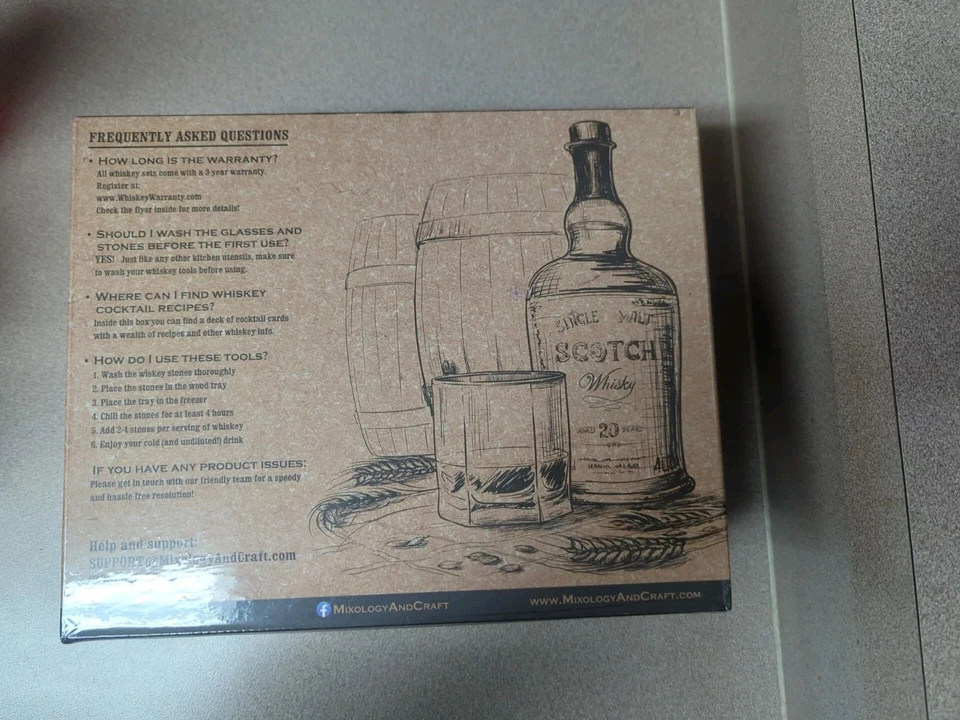 FREQUENTLY ASKED QUESTIONS
• HOW LONG IS THE WARRANTY?
All whiskey sets come with a 3 year warranty.
Register at:
www.WhiskeyWarranty.com
Check the flyer inside for more details!
• SHOULD I WASH THE GLASSES AND
STONES BEFORE THE FIRST USE?
YES! Just like any other kitchen utensils, make sure
to wash your whiskey tools before using.
• WHERE CAN I FIND WHISKEY
COCKTAIL RECIPES?
Inside this box you can find a deck of cocktail cards
with a wealth of recipes and other whiskey info.
• HOW DO I USE THESE TOOLS?
1. Wash the wiskey stones thoroughly
2. Place the stones in the wood tray
3. Place the tray in the freezer
4. Chill the stones for at least 4 hours
5. Add 2-4 stones per serving of whiskey
6. Enjoy your cold (and undiluted!) drink
IF YOU HAVE ANY PRODUCT ISSUES:
Please get in touch with our friendly team for a speedy
and hassle-free resolution!
Help and support:
SUPPORT@MixologyAndCraft.com
SINGLE MALT
SCOTCH
Whisky
AGED 20 YEARS
MIXOLOGYANDCRAFT
WWW.MIXOLOGYANDCRAFT.COM